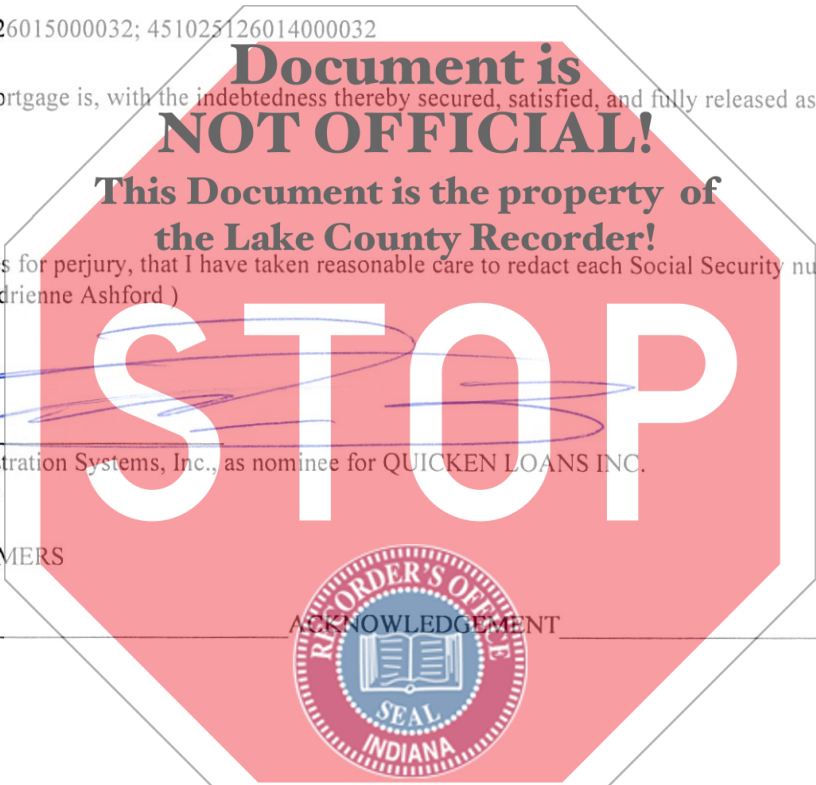 26015000032; 451025126014000032
Document is
ortgage is, with the indebtedness thereby secured, satisfied, and fully released as
NOT OFFICIAL!
This Document is the property of
the Lake County Recorder!
s for perjury, that I have taken reasonable care to redact each Social Security nu
drienne Ashford )
STOP
tration Systems, Inc., as nominee for QUICKEN LOANS INC.
MERS
ACKNOWLEDGEMENT
RECORDER'S OFFICE
SEAL
INDIANA